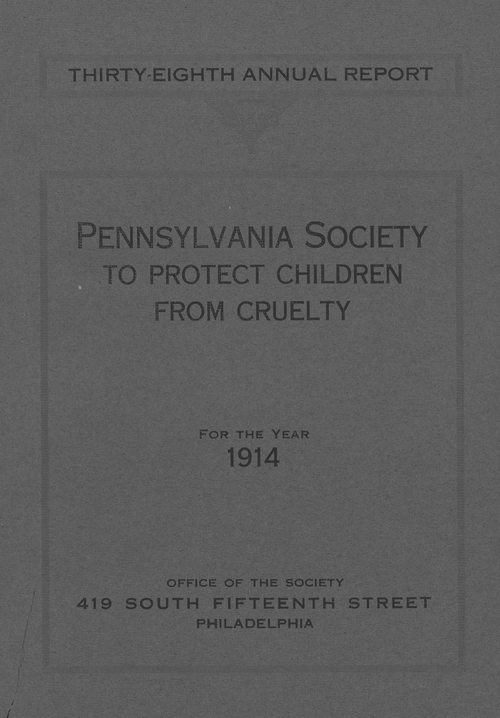 THIRTY-EIGHTH ANNUAL REPORT
PENNSYLVANIA SOCIETY
TO PROTECT CHILDREN
FROM CRUELTY
FOR THE YEAR
1914
OFFICE OF THE SOCIETY
419 SOUTH FIFTEENTH STREET
PHILADELPHIA